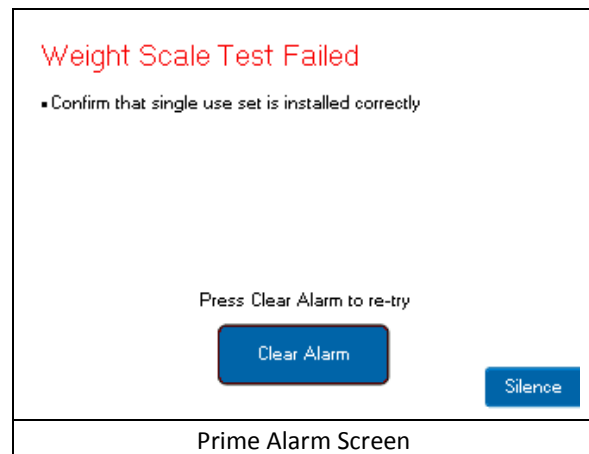 Weight Scale Test Failed
▪ Confirm that single use set is installed correctly
Press Clear Alarm to re-try
Clear Alarm
Silence
Prime Alarm Screen